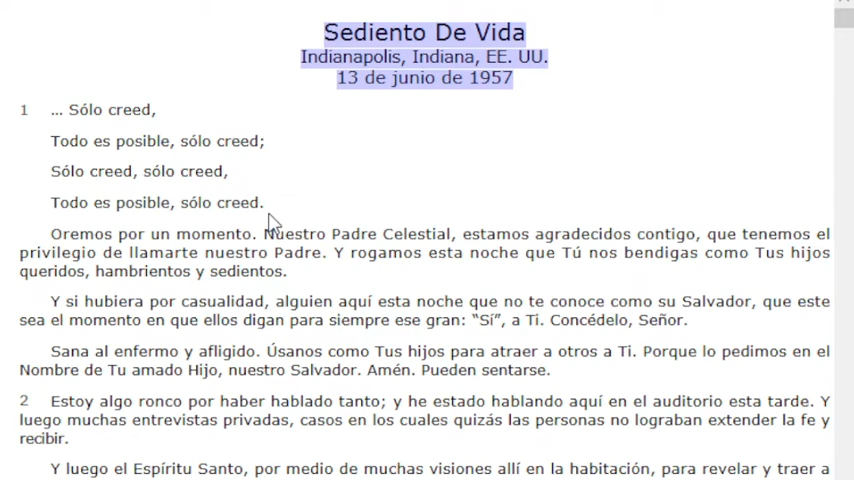 Sediento De Vida
Indianapolis, Indiana, EE. UU.
13 de junio de 1957
1 ... Sólo creed,
Todo es posible, sólo creed;
Sólo creed, sólo creed,
Todo es posible, sólo creed.
Oremos por un momento. Nuestro Padre Celestial, estamos agradecidos contigo, que tenemos el
privilegio de llamarte nuestro Padre. Y rogamos esta noche que Tú nos bendigas como Tus hijos
queridos, hambrientos y sedientos.
Y si hubiera por casualidad, alguien aquí esta noche que no te conoce como su Salvador, que este
sea el momento en que ellos digan para siempre ese gran: “Sí”, a Ti. Concédelo, Señor.
Sana al enfermo y afligido. Úsanos como Tus hijos para atraer a otros a Ti. Porque lo pedimos en el
Nombre de Tu amado Hijo, nuestro Salvador. Amén. Pueden sentarse.
2 Estoy algo ronco por haber hablado tanto; y he estado hablando aquí en el auditorio esta tarde. Y
luego muchas entrevistas privadas, casos en los cuales quizás las personas no lograban extender la fe y
recibir.
Y luego el Espíritu Santo, por medio de muchas visiones allí en la habitación, para revelar y traer a